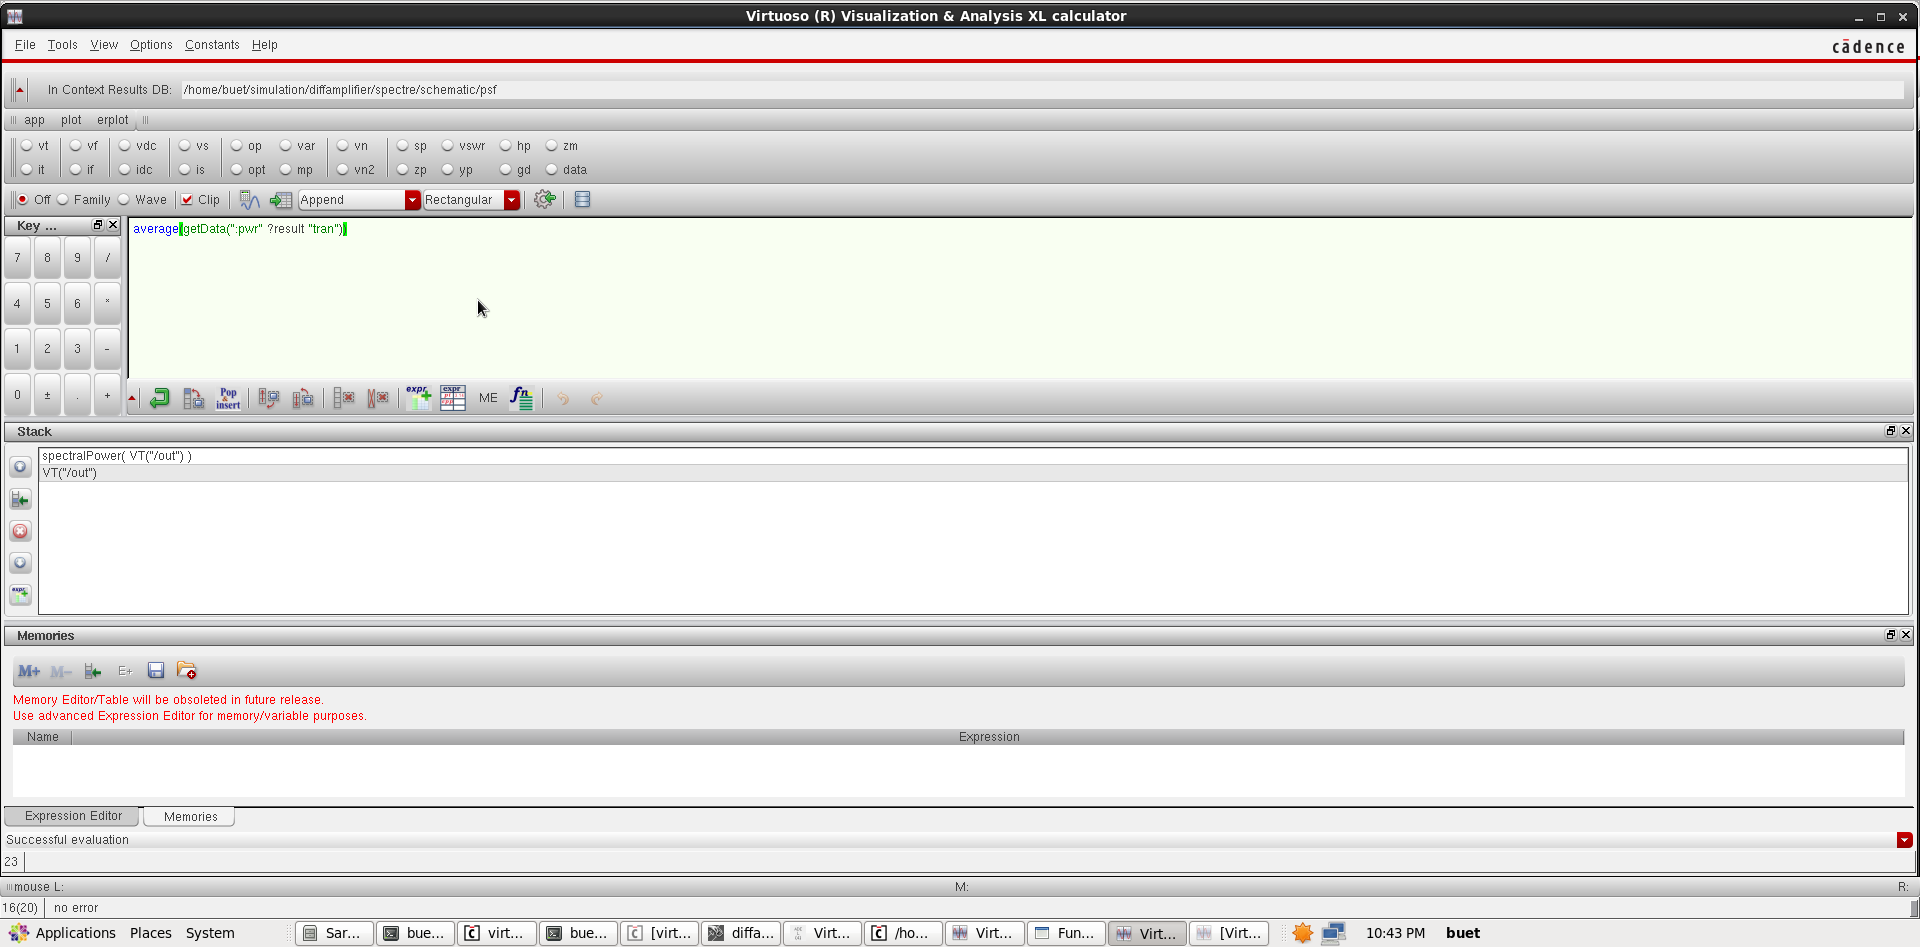 Virtuoso (R) Visualization & Analysis XL calculator
File Tools View Options Constants Help
cādence
In Context Results DB: /home/buet/simulation/diffamplifier/spectre/schematic/psf
app plot erplot
vt vf vdc vs op var vn sp vswr hp zm
it if idc is opt mp vn2 zp yp gd data
Off Family Wave Clip Append Rectangular
Key ...
average(getData(":pwr" ?result "tran"))
7 8 9 /
4 5 6 *
1 2 3 -
0 ± . +
Pop & insert expr expr ME fn
Stack
spectralPower( VT("/out") )
VT("/out")
expr
Memories
M+ M- E+
Memory Editor/Table will be obsoleted in future release.
Use advanced Expression Editor for memory/variable purposes.
Name Expression
Expression Editor Memories
Successful evaluation
23
mouse L: M: R:
16(20) no error
Applications Places System Sar... bue... virt... bue... [virt... diffa... Virt... /ho... Virt... Fun... Virt... [Virt... 10:43 PM buet